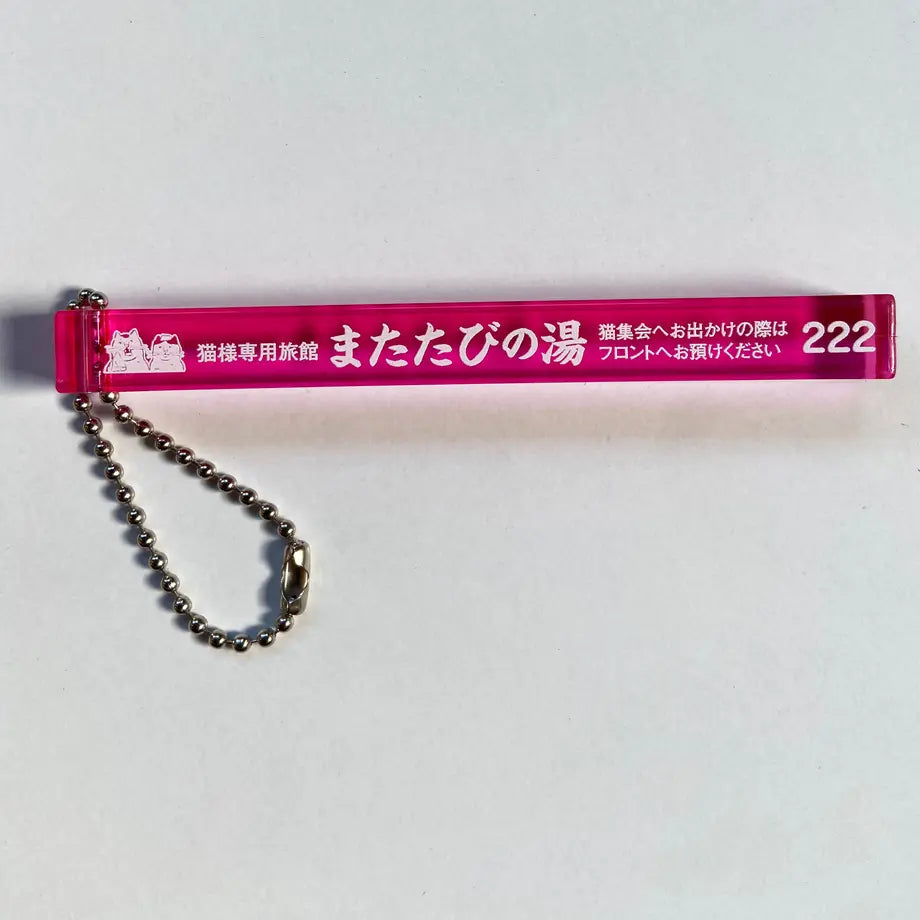 猫様専用旅館
またたびの湯
猫集会へお出かけの際は
フロントへお預けください
222